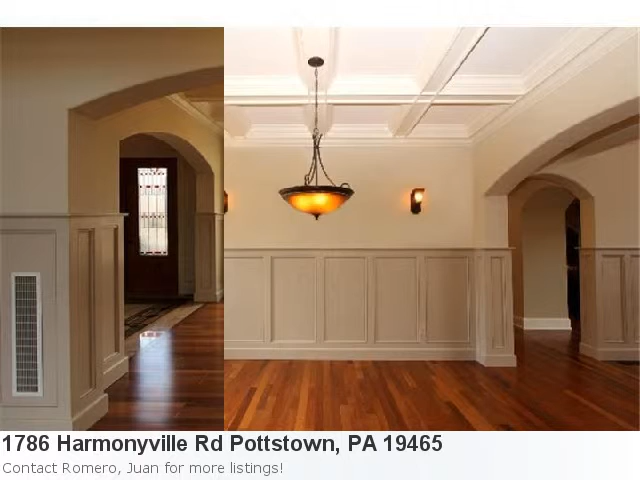 1786 Harmonyville Rd Pottstown, PA 19465
Contact Romero, Juan for more listings!